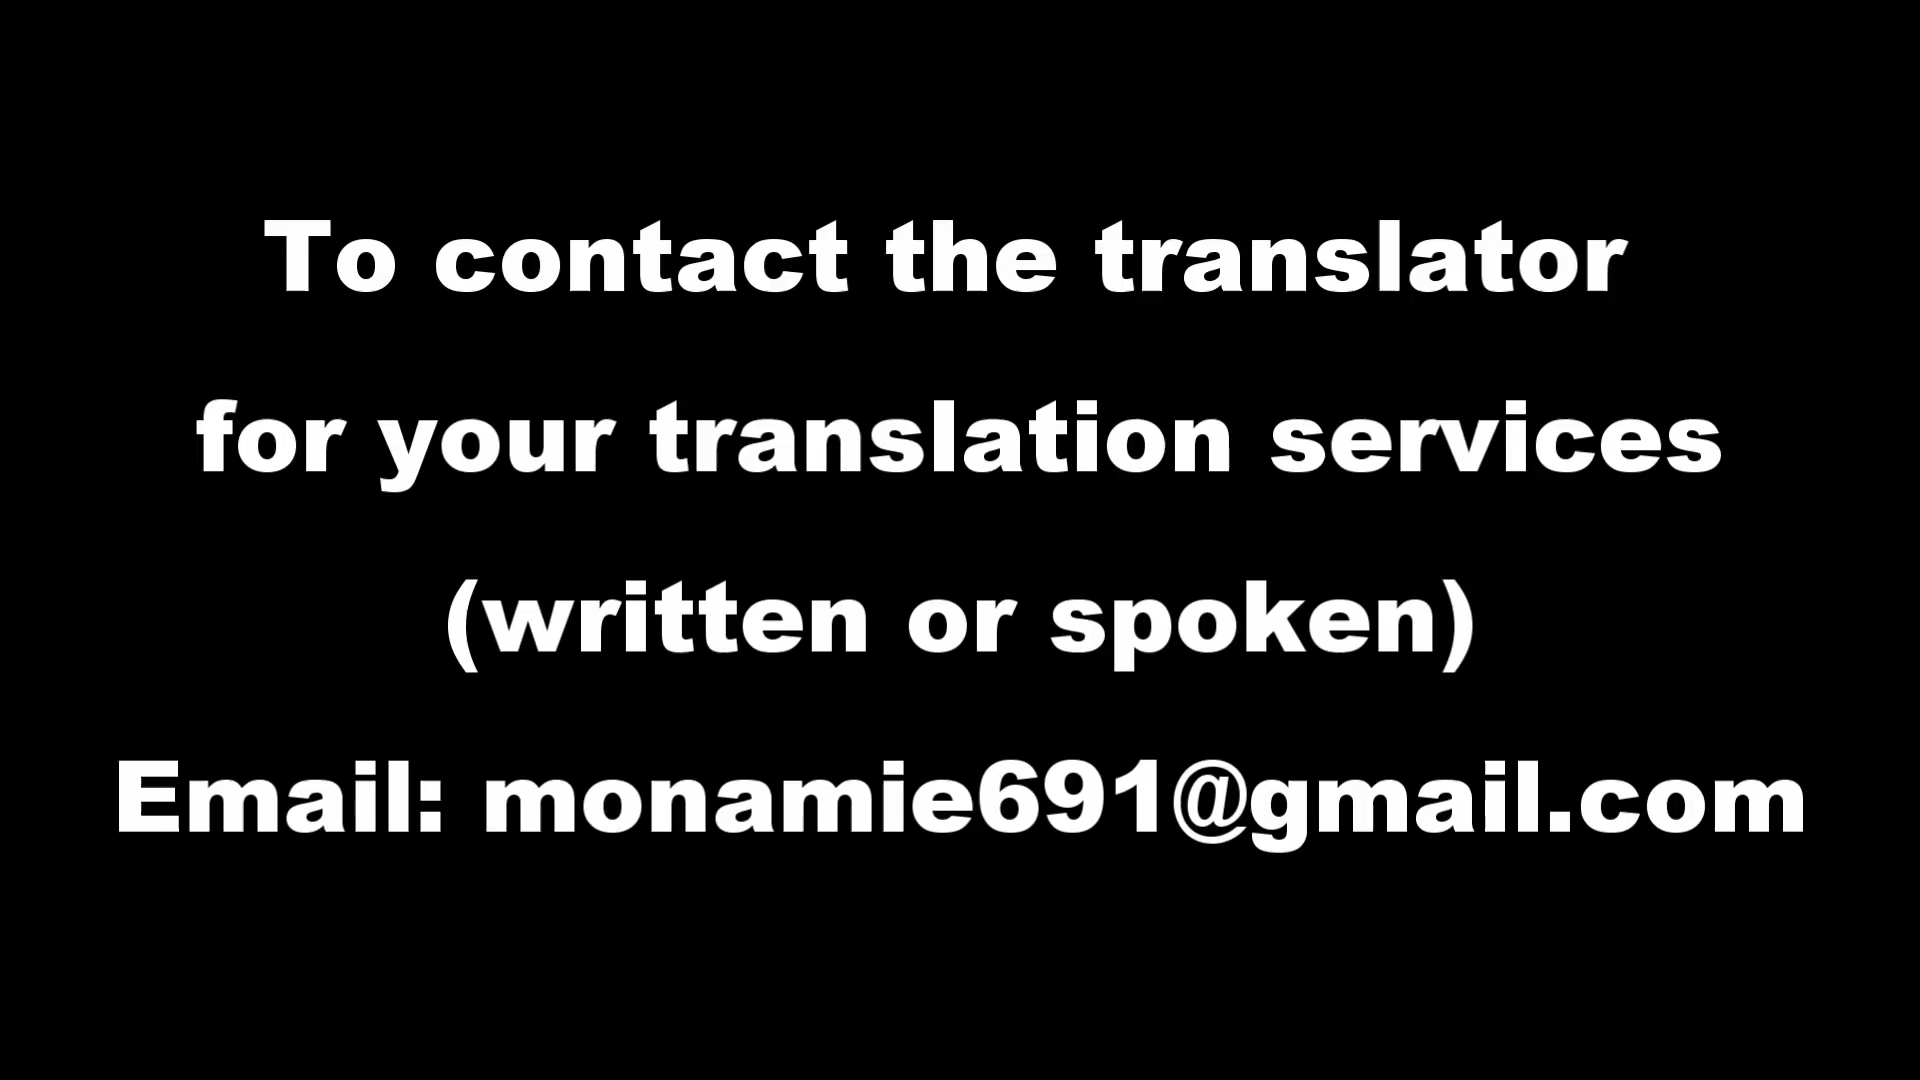 To contact the translator
for your translation services
(written or spoken)
Email: monamie691@gmail.com